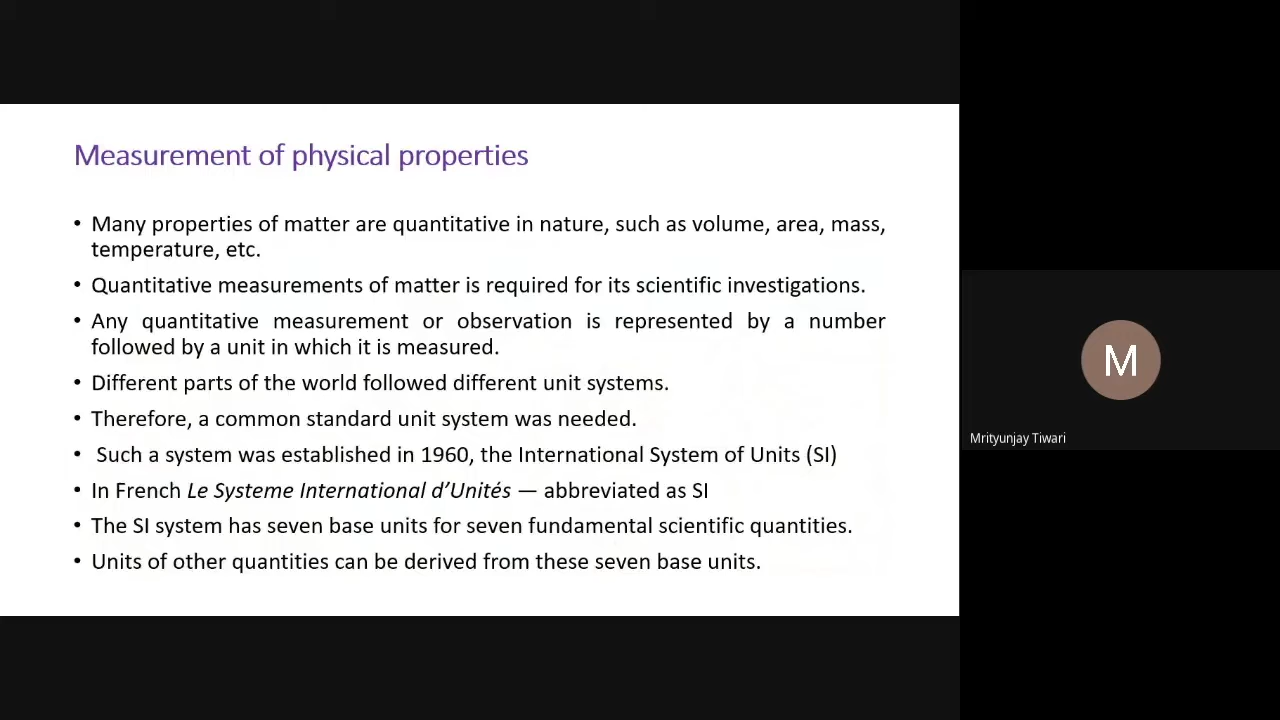 Measurement of physical properties
• Many properties of matter are quantitative in nature, such as volume, area, mass,
temperature, etc.
• Quantitative measurements of matter is required for its scientific investigations.
• Any quantitative measurement or observation is represented by a number
followed by a unit in which it is measured.
• Different parts of the world followed different unit systems.
• Therefore, a common standard unit system was needed.
• Such a system was established in 1960, the International System of Units (SI)
• In French Le Systeme International d’Unités — abbreviated as SI
• The SI system has seven base units for seven fundamental scientific quantities.
• Units of other quantities can be derived from these seven base units.
M
Mrityunjay Tiwari